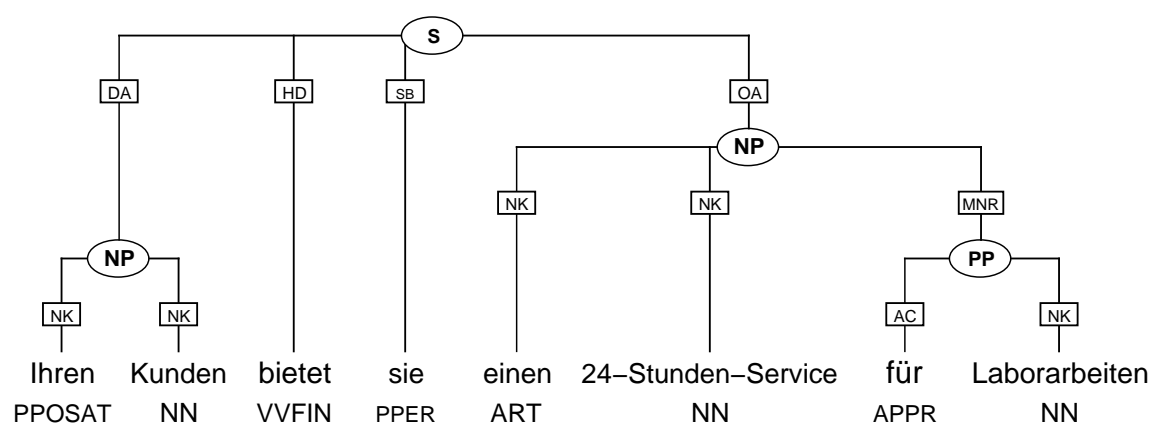 S
DA HD SB OA
NP
NK NK MNR
NP PP
NK NK AC NK
Ihren Kunden bietet sie einen 24–Stunden–Service für Laborarbeiten
PPOSAT NN VVFIN PPER ART NN APPR NN